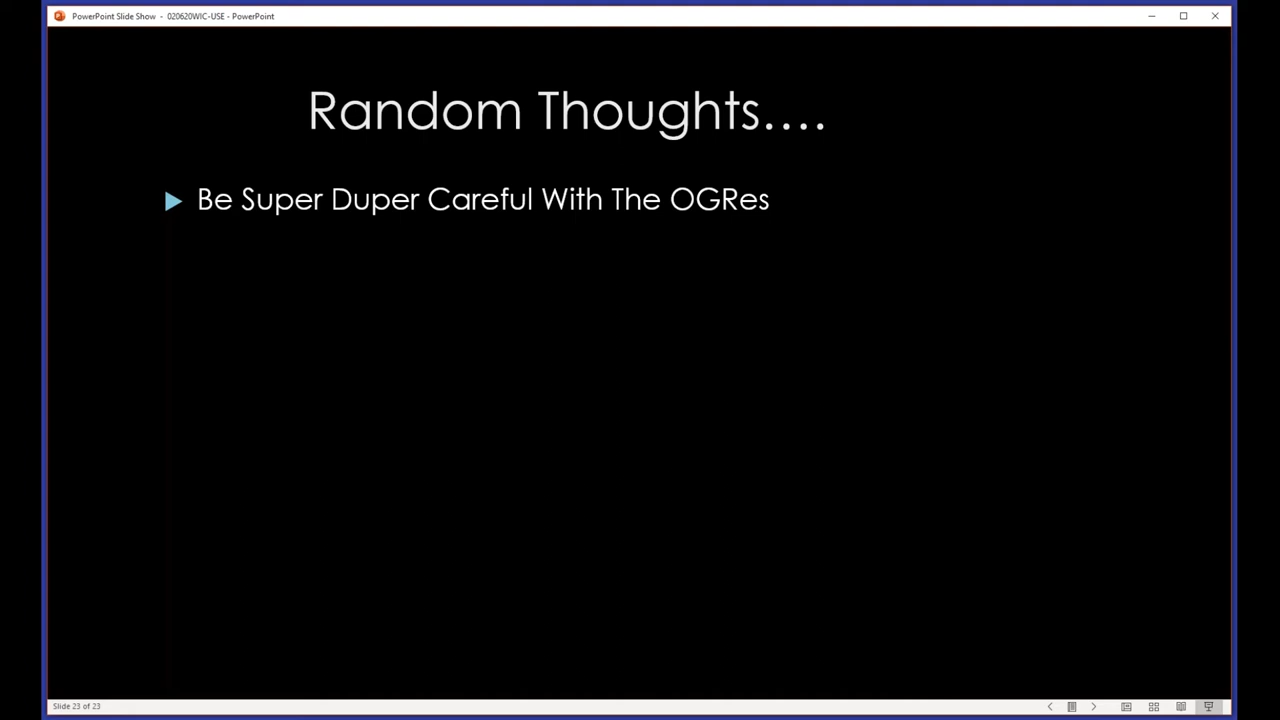 PowerPoint Slide Show - 020620WIC-USE - PowerPoint
Random Thoughts....
Be Super Duper Careful With The OGRes
Slide 23 of 23